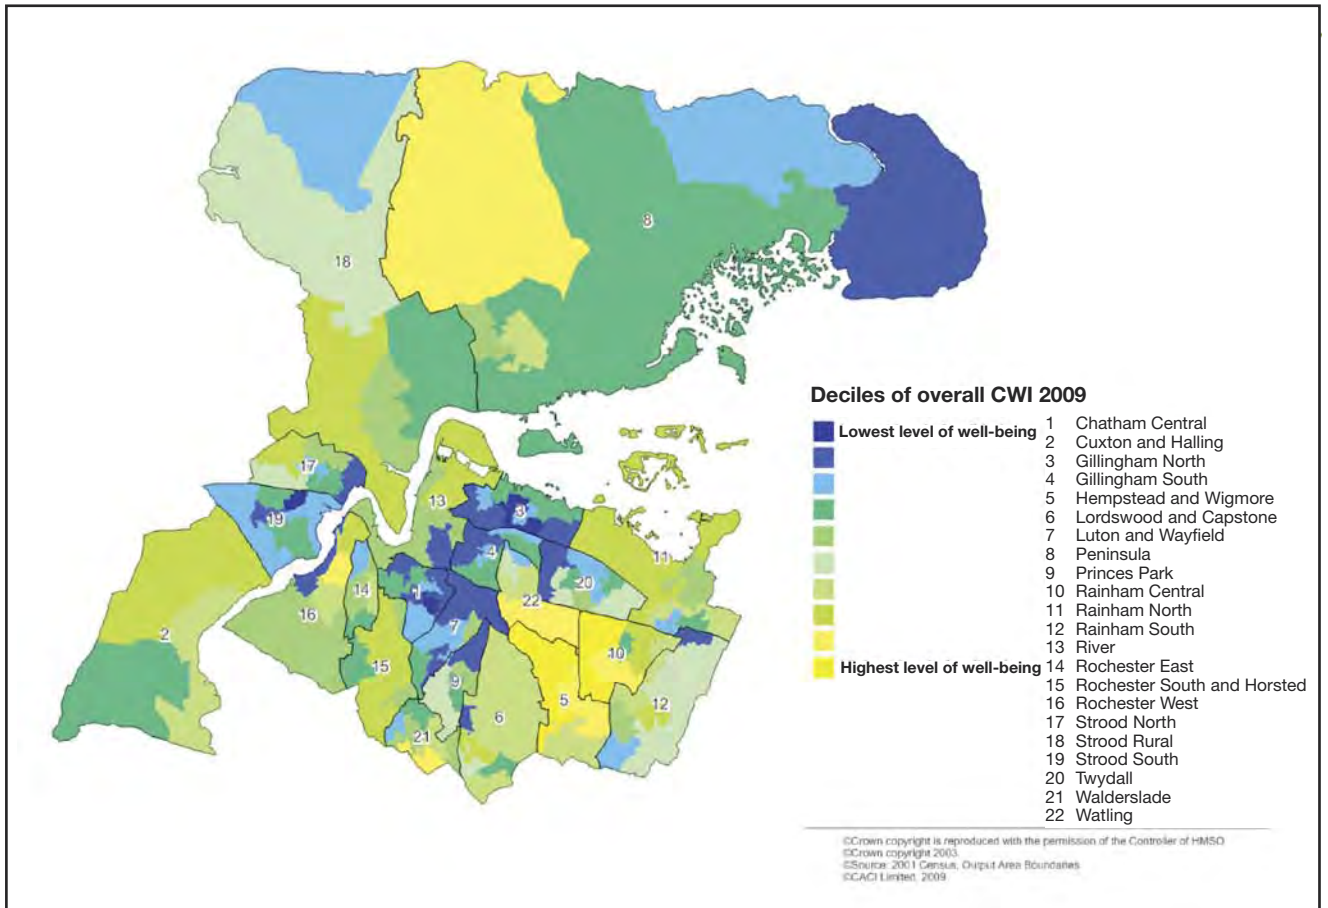 8
18
17
19
13
3
4
11
20
1
14
22
16
7
2
10
15
9
5
12
6
21
Deciles of overall CWI 2009
Lowest level of well-being
Highest level of well-being
1 Chatham Central
2 Cuxton and Halling
3 Gillingham North
4 Gillingham South
5 Hempstead and Wigmore
6 Lordswood and Capstone
7 Luton and Wayfield
8 Peninsula
9 Princes Park
10 Rainham Central
11 Rainham North
12 Rainham South
13 River
14 Rochester East
15 Rochester South and Horsted
16 Rochester West
17 Strood North
18 Strood Rural
19 Strood South
20 Twydall
21 Walderslade
22 Watling
©Crown copyright is reproduced with the permission of the Controller of HMSO
©Crown copyright 2003.
©Source: 2001 Census, Output Area Boundaries.
©CACI Limited, 2009